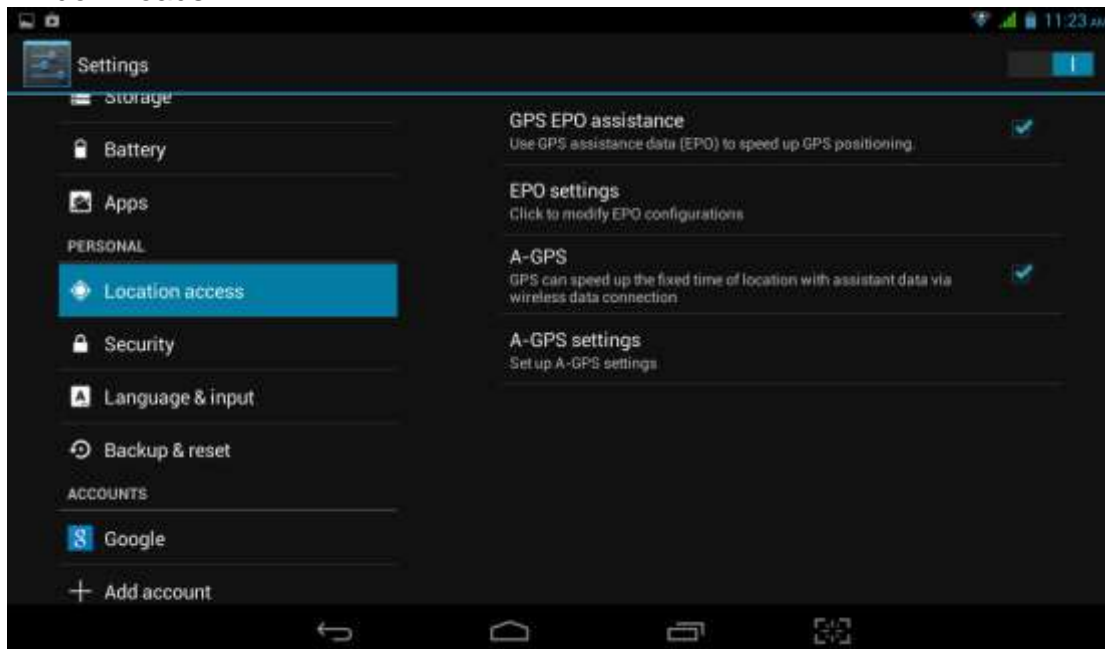 11:23 AM
Settings
Storage
Battery
Apps
PERSONAL
Location access
Security
Language & input
Backup & reset
ACCOUNTS
Google
Add account
GPS EPO assistance
Use GPS assistance data (EPO) to speed up GPS positioning.
EPO settings
Click to modify EPO configurations
A-GPS
GPS can speed up the fixed time of location with assistant data via
wireless data connection
A-GPS settings
Set up A-GPS settings